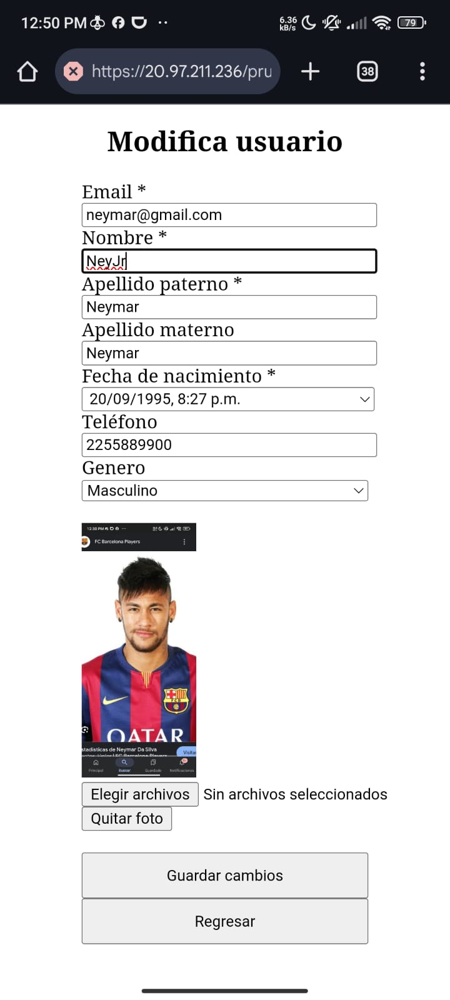 12:50 PM
6.36 kB/s
79
https://20.97.211.236/pru
38
Modifica usuario
Email *
neymar@gmail.com
Nombre *
NeyJr
Apellido paterno *
Neymar
Apellido materno
Neymar
Fecha de nacimiento *
20/09/1995, 8:27 p.m.
Teléfono
2255889900
Genero
Masculino
12:30 PM
FC Barcelona Players
FCB
QATAR
stadísticas de Neymar Da Silva
Visita
Principal Buscar Guardado Notificaciones
Elegir archivos Sin archivos seleccionados
Quitar foto
Guardar cambios
Regresar